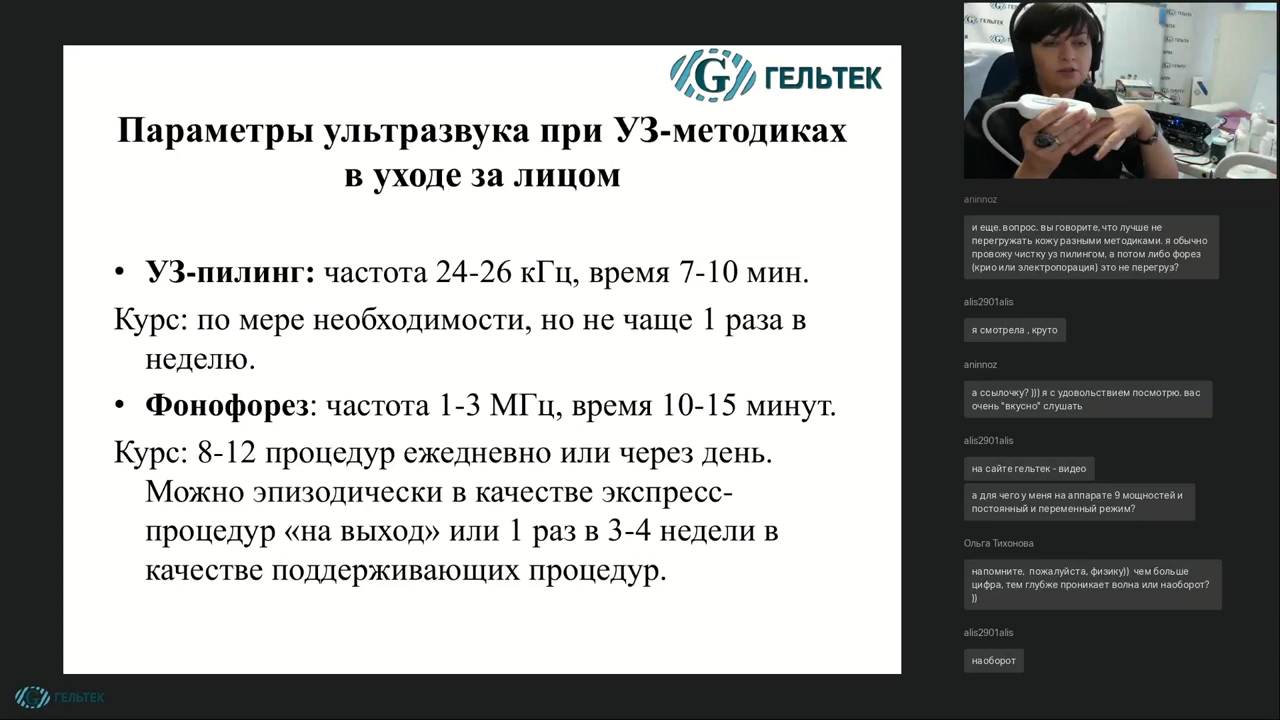 ГЕЛЬТЕК
Параметры ультразвука при УЗ-методиках
в уходе за лицом
• УЗ-пилинг: частота 24-26 кГц, время 7-10 мин.
Курс: по мере необходимости, но не чаще 1 раза в
неделю.
• Фонофорез: частота 1-3 МГц, время 10-15 минут.
Курс: 8-12 процедур ежедневно или через день.
Можно эпизодически в качестве экспресс-
процедур «на выход» или 1 раз в 3-4 недели в
качестве поддерживающих процедур.
ГЕЛЬТЕК
aninnoz
и еще. вопрос. вы говорите, что лучше не
перегружать кожу разными методиками. я обычно
провожу чистку уз пилингом, а потом либо форез
(крио или электропорация) это не перегруз?
alis2901alis
я смотрела , круто
aninnoz
а ссылочку? ))) я с удовольствием посмотрю. вас
очень "вкусно" слушать
alis2901alis
на сайте гельтек - видео
а для чего у меня на аппарате 9 мощностей и
постоянный и переменный режим?
Ольга Тихонова
напомните, пожалуйста, физику)) чем больше
цифра, тем глубже проникает волна или наоборот?
))
alis2901alis
наоборот